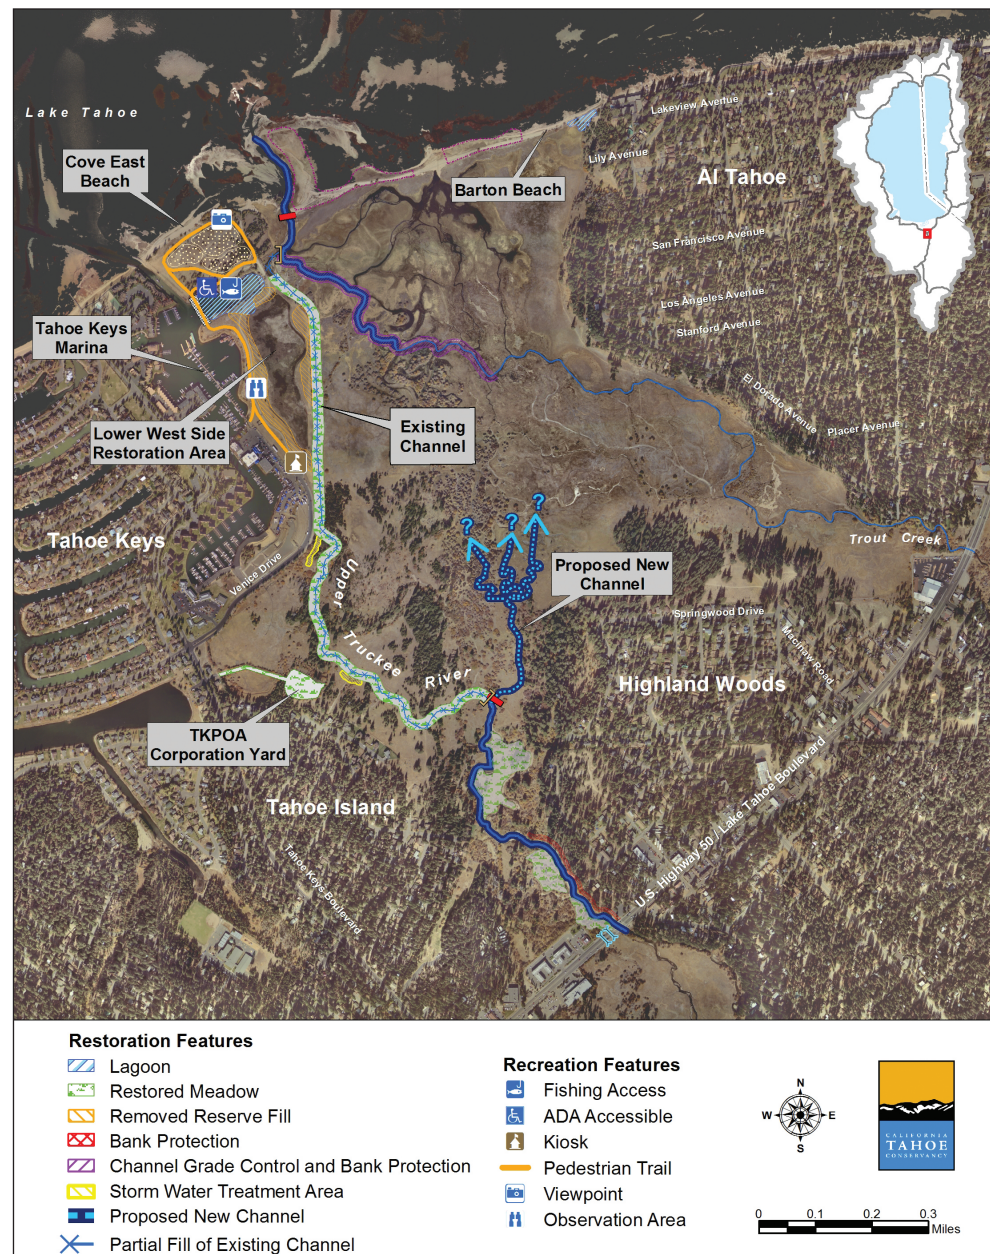 Lake Tahoe
Cove East
Beach
Lakeview Avenue
Lily Avenue
Barton Beach
Al Tahoe
San Francisco Avenue
Los Angeles Avenue
Stanford Avenue
Tahoe Keys
Marina
Lower West Side
Restoration Area
Existing
Channel
El Dorado Avenue
Placer Avenue
?
?
?
Tahoe Keys
Venice Drive
Trout Creek
Proposed New
Channel
Springwood Drive
Macinaw Road
Upper Truckee River
Highland Woods
TKPOA
Corporation Yard
Tahoe Island
U.S. Highway 50 / Lake Tahoe Boulevard
Tahoe Keys Boulevard
Restoration Features
Lagoon
Restored Meadow
Removed Reserve Fill
Bank Protection
Channel Grade Control and Bank Protection
Storm Water Treatment Area
Proposed New Channel
Partial Fill of Existing Channel
Recreation Features
Fishing Access
ADA Accessible
Kiosk
Pedestrian Trail
Viewpoint
Observation Area
N
W E
S
CALIFORNIA
TAHOE
CONSERVANCY
0 0.1 0.2 0.3
Miles